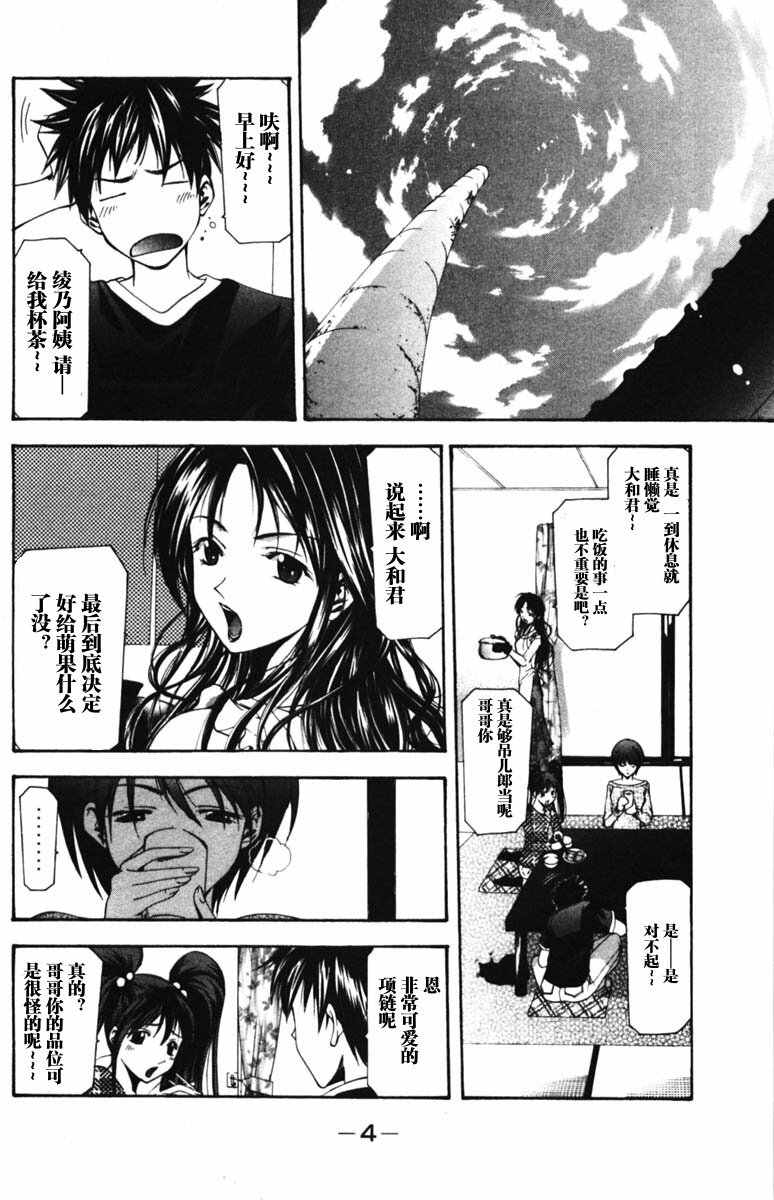 呋啊~~~
早上好~~~
绫乃阿姨 请—
给我杯茶~~
真是 一到休息就
睡懒觉
大和君~
吃饭的事一点
也不重要是吧?
真是够吊儿郎当呢
哥哥你
是——是
对不起~
……啊
说起来 大和君
最后到底决定
好给萌果什么
了没?
………
恩
非常可爱的
项链呢
真的?
哥哥你的品位可
是很怪的呢~~~
—4—